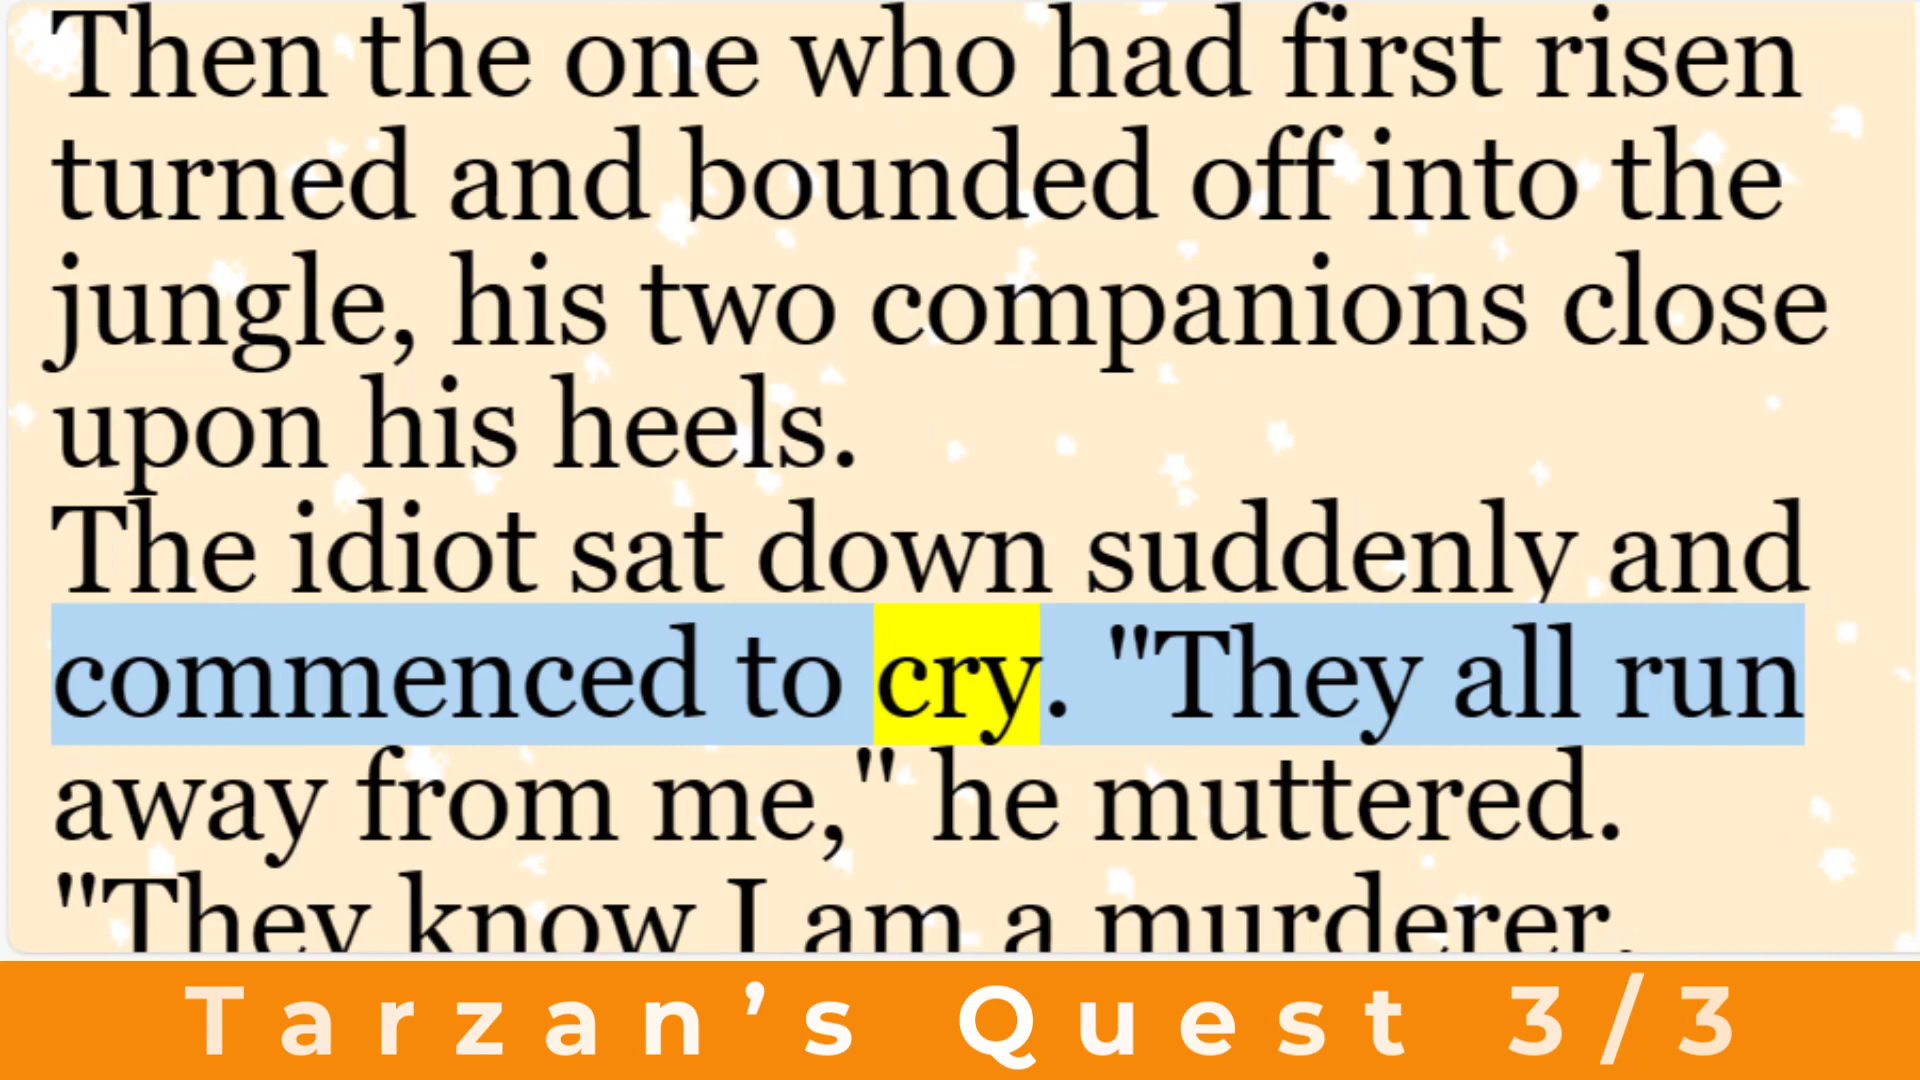 Then the one who had first risen
turned and bounded off into the
jungle, his two companions close
upon his heels.
The idiot sat down suddenly and
commenced to cry. "They all run
away from me," he muttered.
"They know I am a murderer.
Tarzan’s Quest 3/3